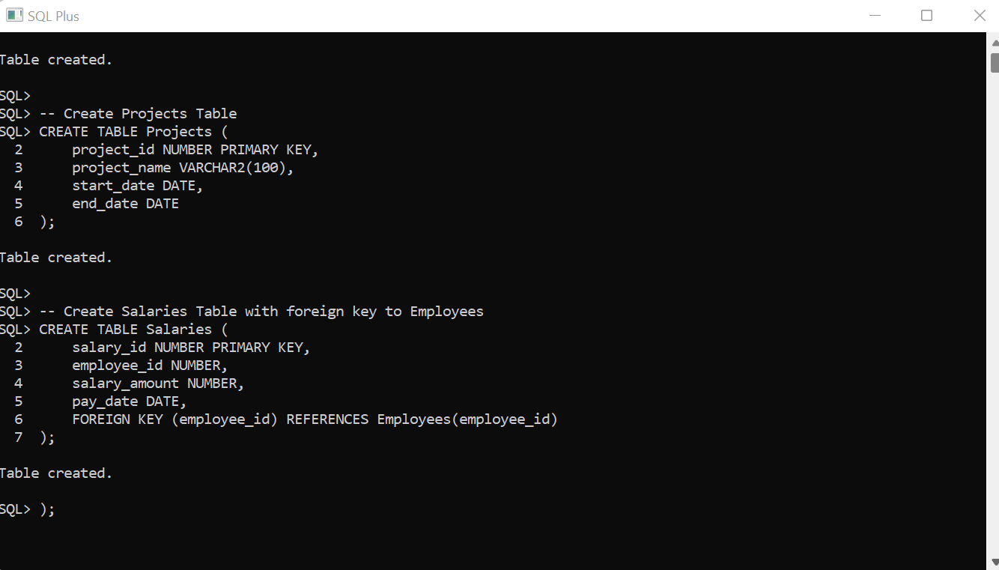 SQL Plus
Table created.
SQL>
SQL> -- Create Projects Table
SQL> CREATE TABLE Projects (
  2      project_id NUMBER PRIMARY KEY,
  3      project_name VARCHAR2(100),
  4      start_date DATE,
  5      end_date DATE
  6  );
Table created.
SQL>
SQL> -- Create Salaries Table with foreign key to Employees
SQL> CREATE TABLE Salaries (
  2      salary_id NUMBER PRIMARY KEY,
  3      employee_id NUMBER,
  4      salary_amount NUMBER,
  5      pay_date DATE,
  6      FOREIGN KEY (employee_id) REFERENCES Employees(employee_id)
  7  );
Table created.
SQL> );